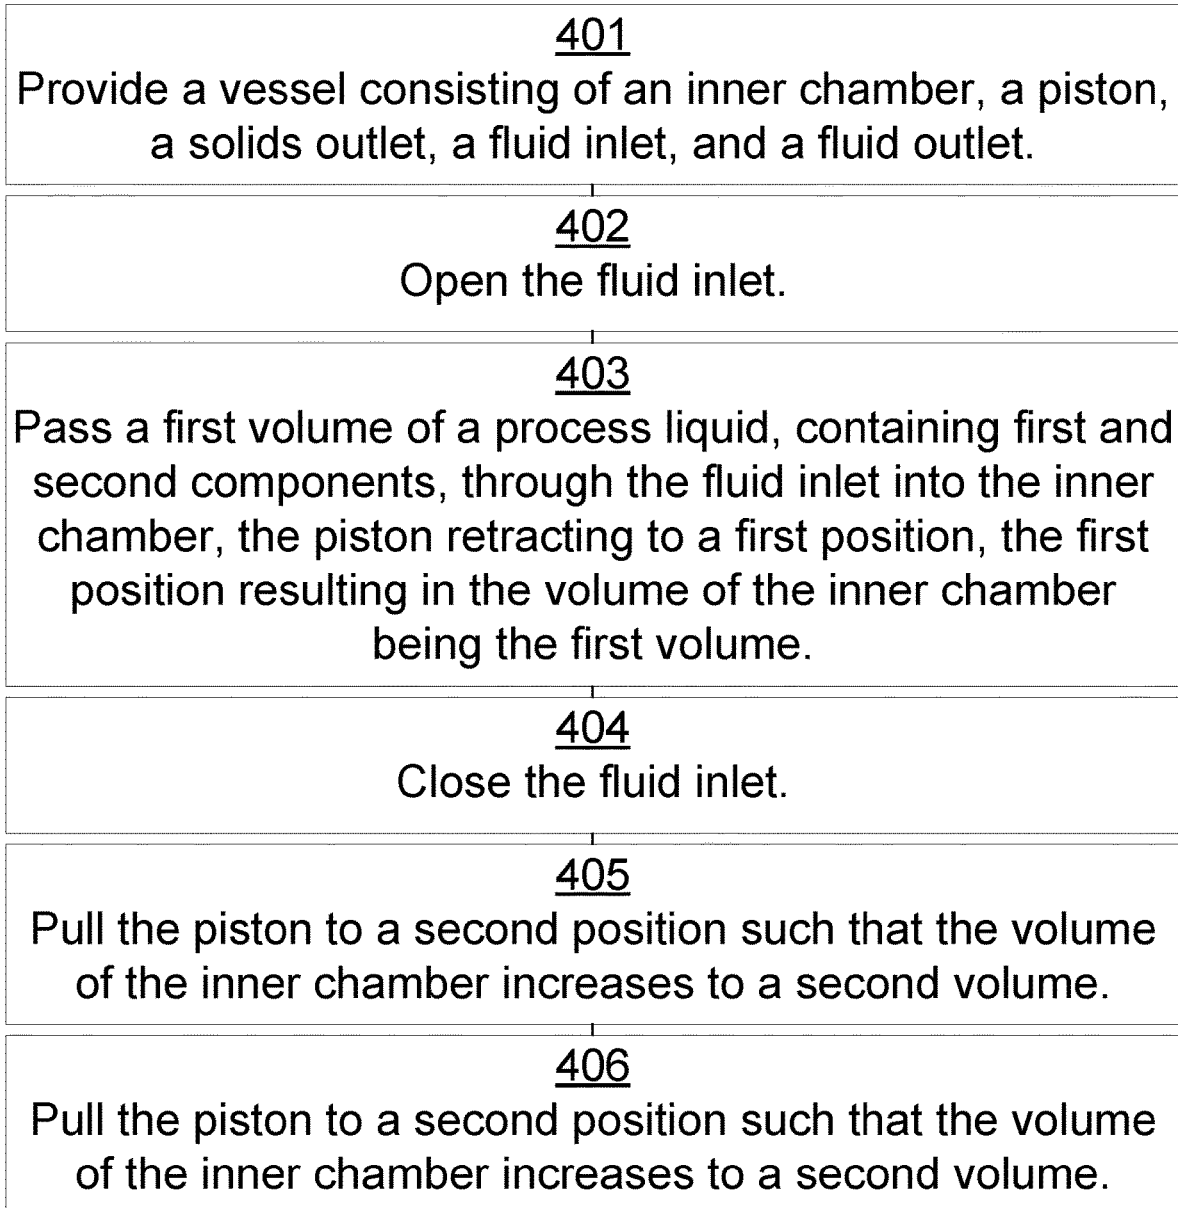 401
Provide a vessel consisting of an inner chamber, a piston,
a solids outlet, a fluid inlet, and a fluid outlet.
402
Open the fluid inlet.
403
Pass a first volume of a process liquid, containing first and
second components, through the fluid inlet into the inner
chamber, the piston retracting to a first position, the first
position resulting in the volume of the inner chamber
being the first volume.
404
Close the fluid inlet.
405
Pull the piston to a second position such that the volume
of the inner chamber increases to a second volume.
406
Pull the piston to a second position such that the volume
of the inner chamber increases to a second volume.